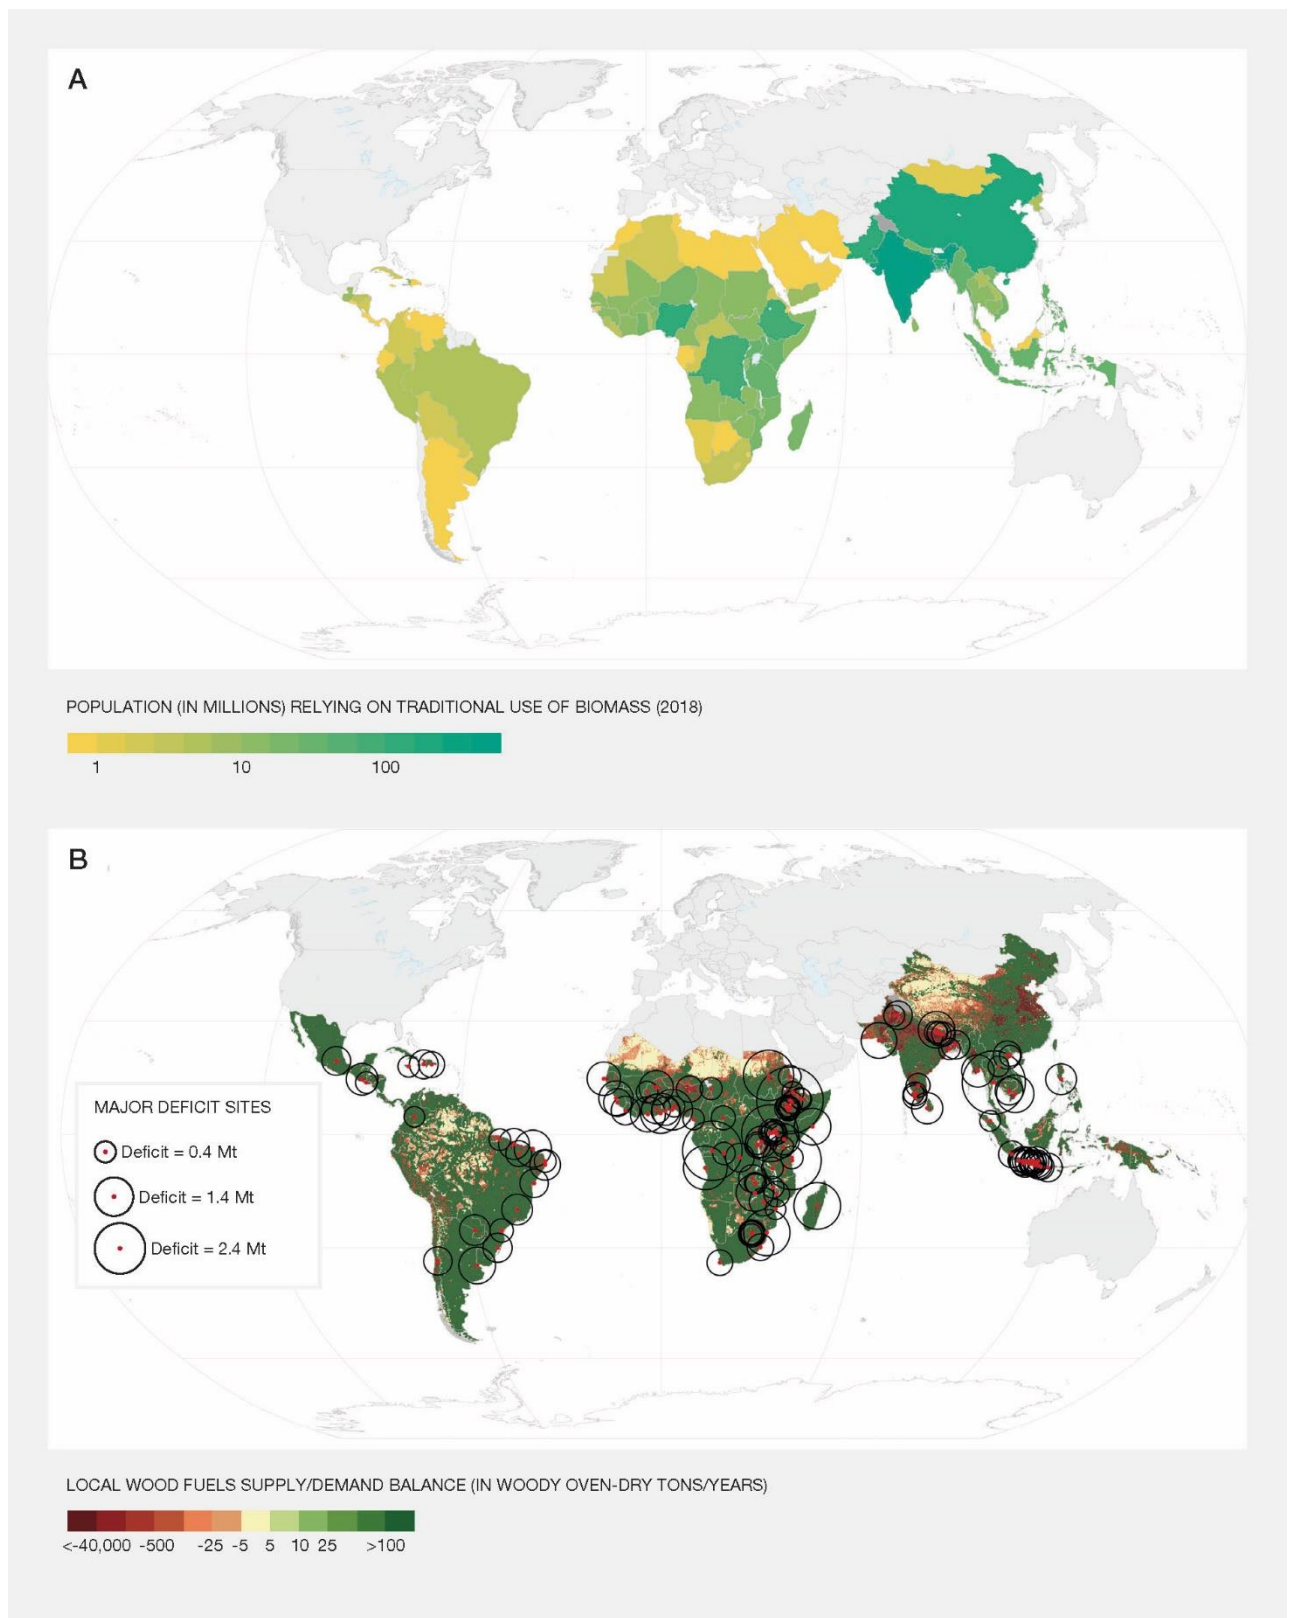 A
POPULATION (IN MILLIONS) RELYING ON TRADITIONAL USE OF BIOMASS (2018)
1 10 100
B
MAJOR DEFICIT SITES
Deficit = 0.4 Mt
Deficit = 1.4 Mt
Deficit = 2.4 Mt
LOCAL WOOD FUELS SUPPLY/DEMAND BALANCE (IN WOODY OVEN-DRY TONS/YEARS)
<-40,000 -500 -25 -5 5 10 25 >100